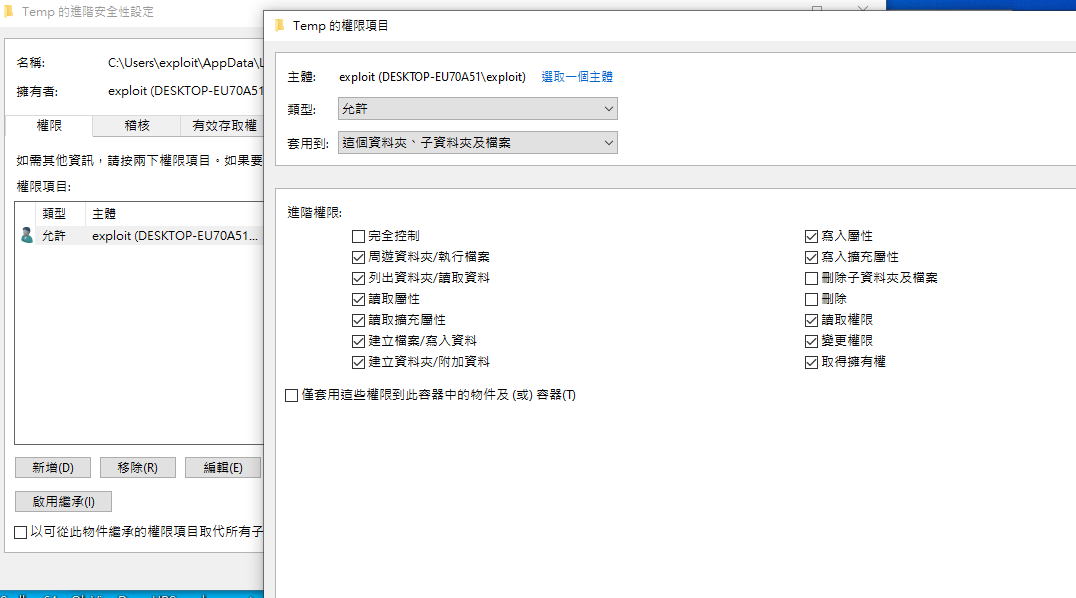 Temp 的進階安全性設定
Temp 的權限項目
名稱:
C:\Users\exploit\AppData\L
擁有者:
exploit (DESKTOP-EU70A51
權限
稽核
有效存取權
如需其他資訊，請按兩下權限項目。如果要
權限項目:
類型
主體
允許
exploit (DESKTOP-EU70A51...
新增(D)
移除(R)
編輯(E)
啟用繼承(I)
以可從此物件繼承的權限項目取代所有子
主體:
exploit (DESKTOP-EU70A51\exploit)
選取一個主體
類型:
允許
套用到:
這個資料夾、子資料夾及檔案
進階權限:
完全控制
周遊資料夾/執行檔案
列出資料夾/讀取資料
讀取屬性
讀取擴充屬性
建立檔案/寫入資料
建立資料夾/附加資料
寫入屬性
寫入擴充屬性
刪除子資料夾及檔案
刪除
讀取權限
變更權限
取得擁有權
僅套用這些權限到此容器中的物件及 (或) 容器(T)